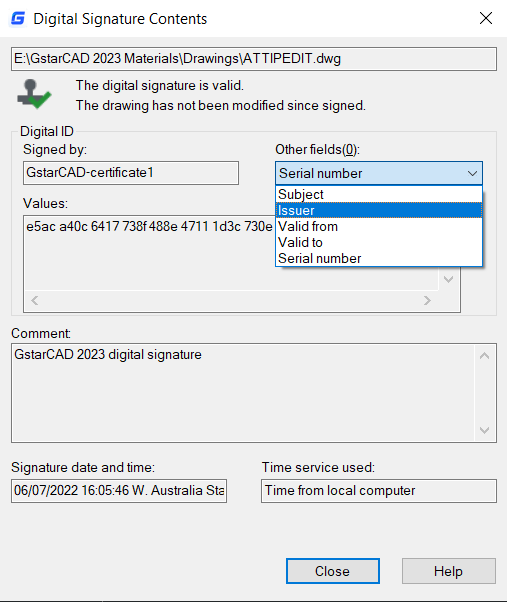 Digital Signature Contents
E:\GstarCAD 2023 Materials\Drawings\ATTIPEDIT.dwg
The digital signature is valid.
The drawing has not been modified since signed.
Digital ID
Signed by:
Other fields(0):
GstarCAD-certificate1
Serial number
Subject
Values:
Issuer
e5ac a40c 6417 738f 488e 4711 1d3c 730e
Valid from
Valid to
Serial number
Comment:
GstarCAD 2023 digital signature
Signature date and time:
Time service used:
06/07/2022 16:05:46 W. Australia Sta
Time from local computer
Close
Help